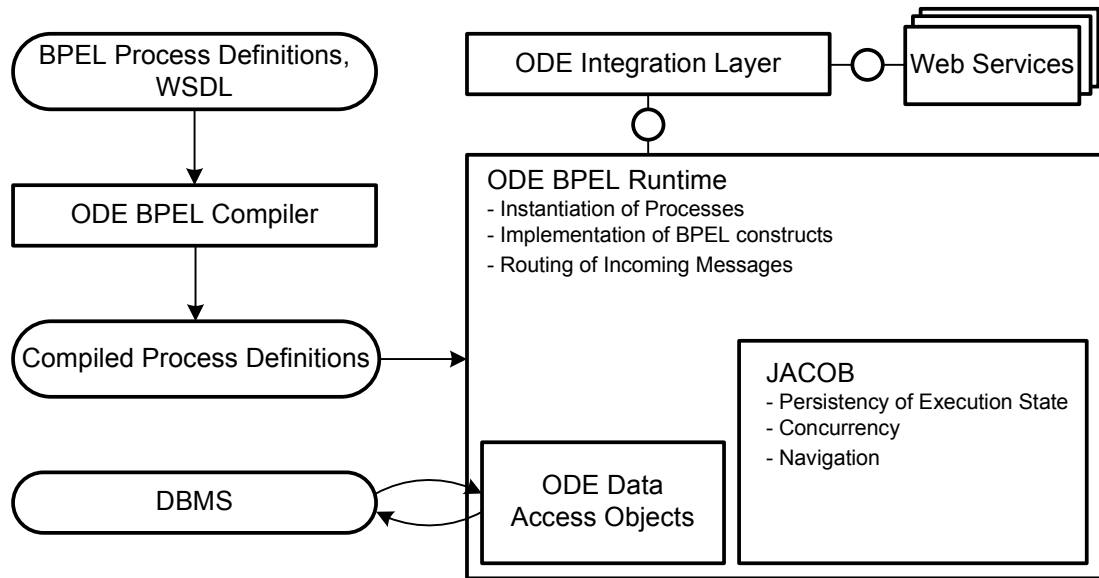 BPEL Process Definitions,
WSDL
ODE BPEL Compiler
Compiled Process Definitions
DBMS
ODE Integration Layer
Web Services
ODE BPEL Runtime
- Instantiation of Processes
- Implementation of BPEL constructs
- Routing of Incoming Messages
ODE Data
Access Objects
JACOB
- Persistency of Execution State
- Concurrency
- Navigation